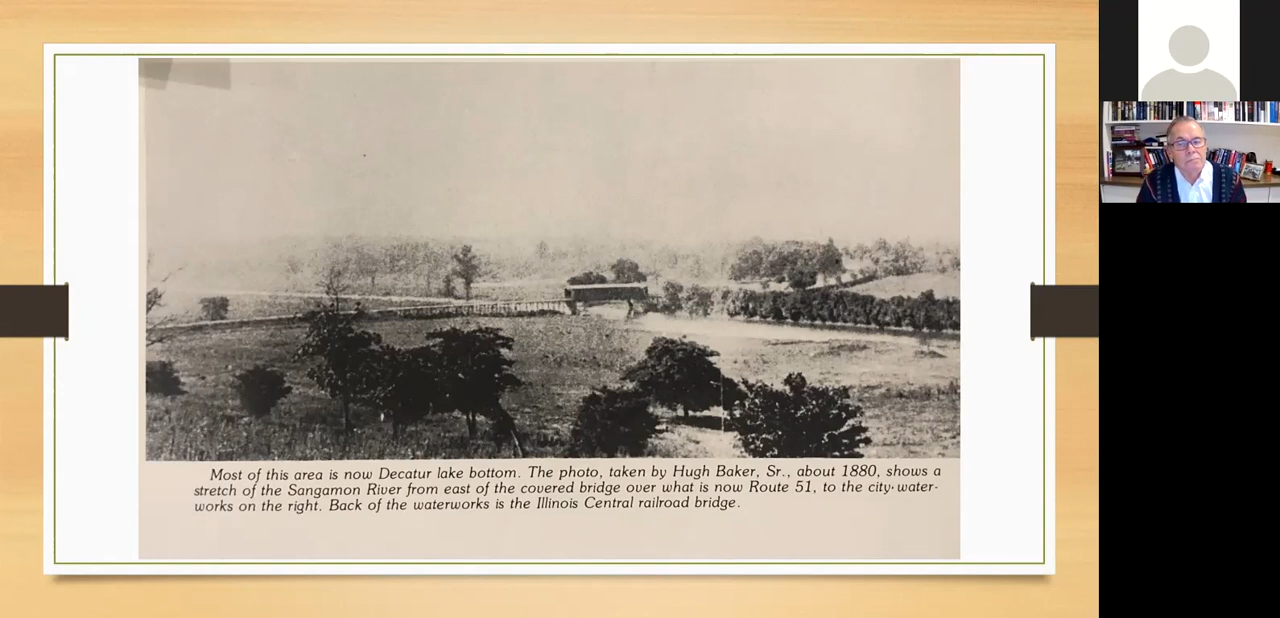 Most of this area is now Decatur lake bottom. The photo, taken by Hugh Baker, Sr., about 1880, shows a
stretch of the Sangamon River from east of the covered bridge over what is now Route 51, to the city water-
works on the right. Back of the waterworks is the Illinois Central railroad bridge.